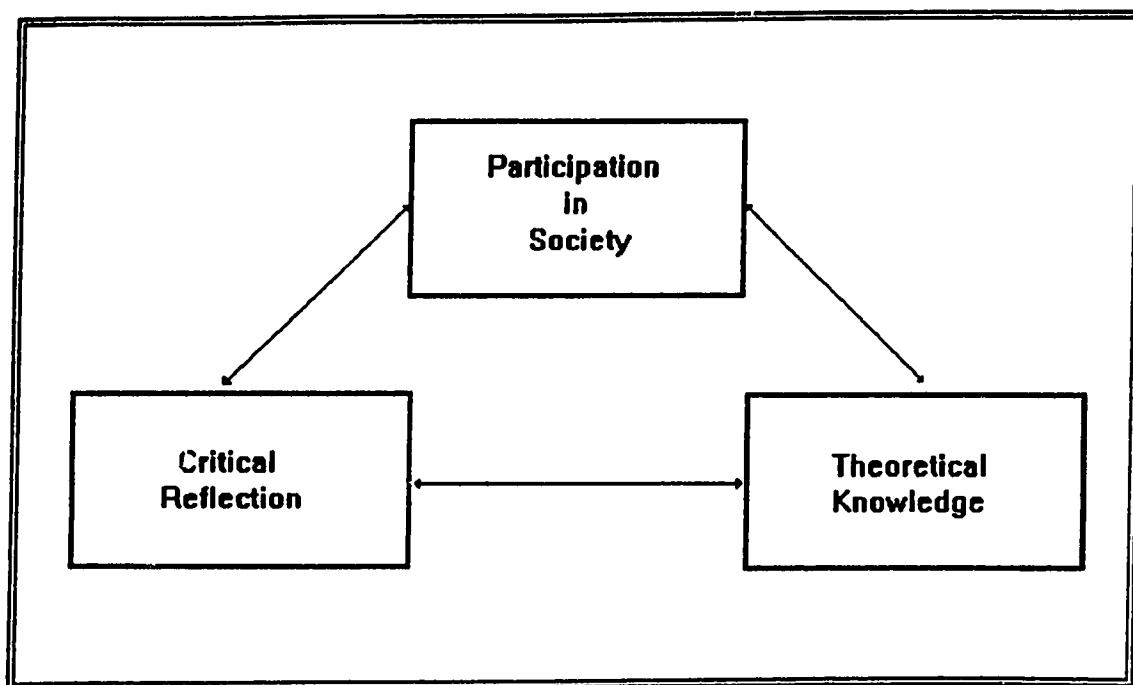 Participation
in
Society
Critical
Reflection
Theoretical
Knowledge